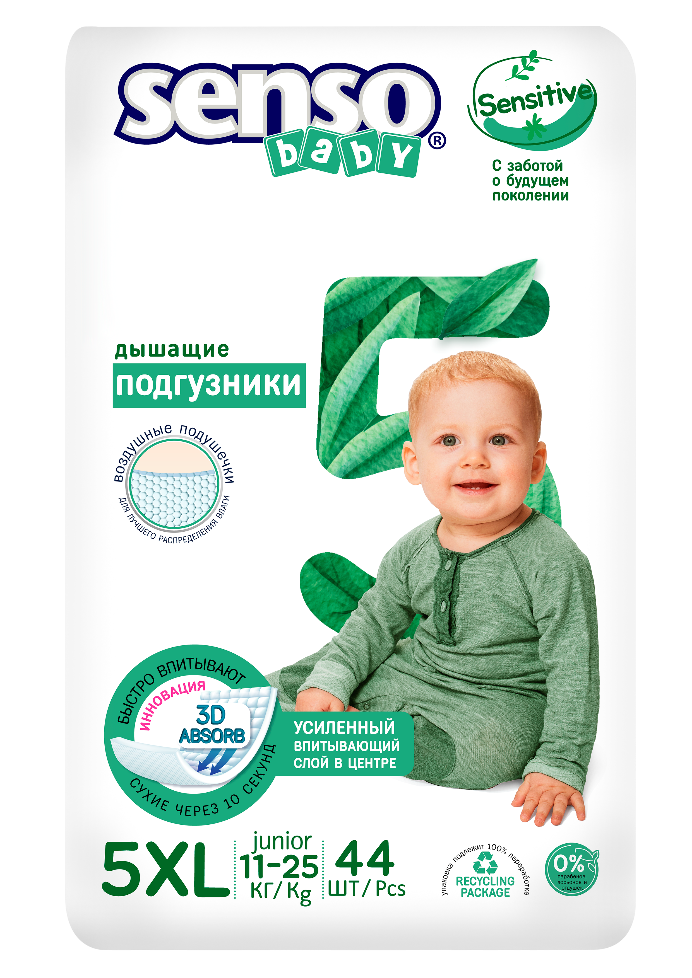 senso
baby®
Sensitive
С заботой
о будущем
поколении
дышащие
подгузники
воздушные подушечки
для лучшего распределения влаги
БЫСТРО ВПИТЫВАЮТ
ИННОВАЦИЯ
3D
ABSORB
СУХИЕ ЧЕРЕЗ 10 СЕКУНД
УСИЛЕННЫЙ
ВПИТЫВАЮЩИЙ
СЛОЙ В ЦЕНТРЕ
5XL
junior
11-25
КГ/Kg
44
ШТ/Pcs
упаковка подлежит 100% переработке
RECYCLING
PACKAGE
0%
парабенов